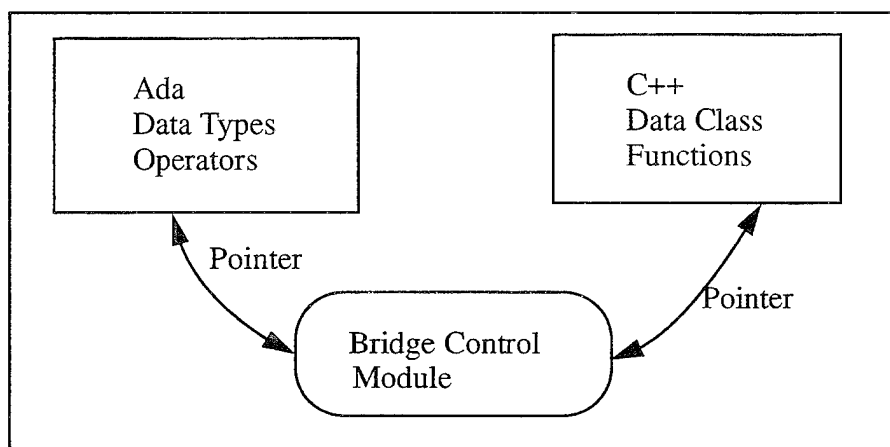 Ada
Data Types
Operators
C++
Data Class
Functions
Pointer
Pointer
Bridge Control
Module